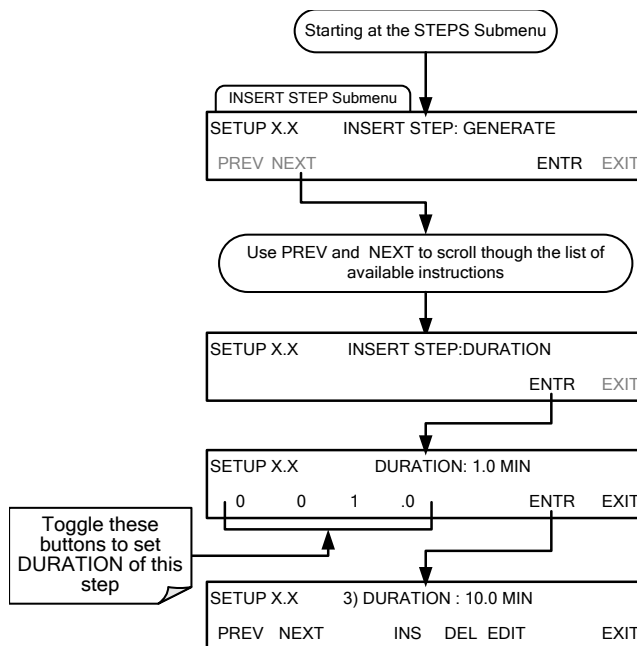 Starting at the STEPS Submenu
INSERT STEP Submenu
SETUP X.X INSERT STEP: GENERATE
PREV NEXT ENTR EXIT
Use PREV and NEXT to scroll though the list of
available instructions
SETUP X.X INSERT STEP:DURATION
ENTR EXIT
SETUP X.X DURATION: 1.0 MIN
0 0 1 .0 ENTR EXIT
Toggle these
buttons to set
DURATION of this
step
SETUP X.X 3) DURATION : 10.0 MIN
PREV NEXT INS DEL EDIT EXIT